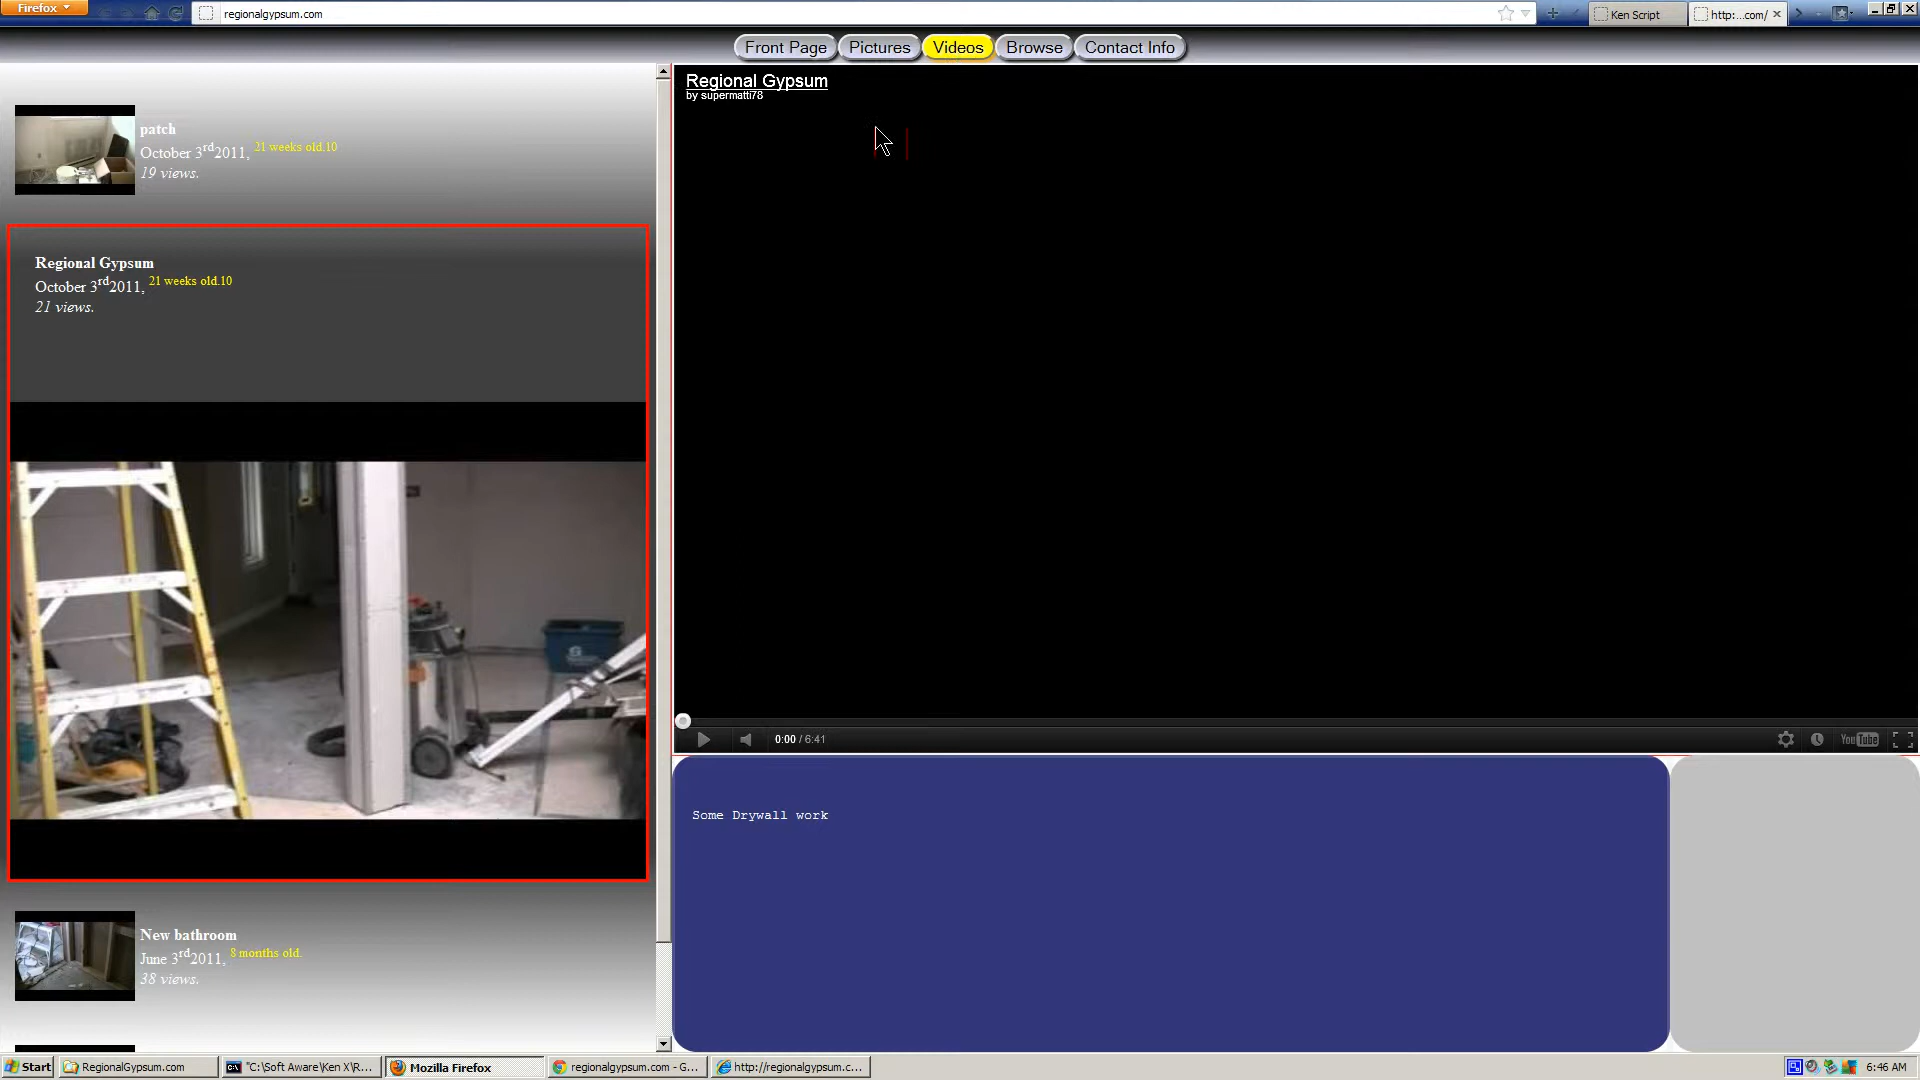 Firefox
regionalgypsum.com
Ken Script
http:...com/
Front Page
Pictures
Videos
Browse
Contact Info
patch
October 3rd2011, 21 weeks old.10
19 views.
Regional Gypsum
October 3rd2011, 21 weeks old.10
21 views.
New bathroom
June 3rd2011, 8 months old.
38 views.
Regional Gypsum
by supermatti78
0:00 / 6:41
YouTube
Some Drywall work
Start
RegionalGypsum.com
"C:\Soft Aware\Ken X\R...
Mozilla Firefox
regionalgypsum.com - G...
http://regionalgypsum.c...
6:46 AM